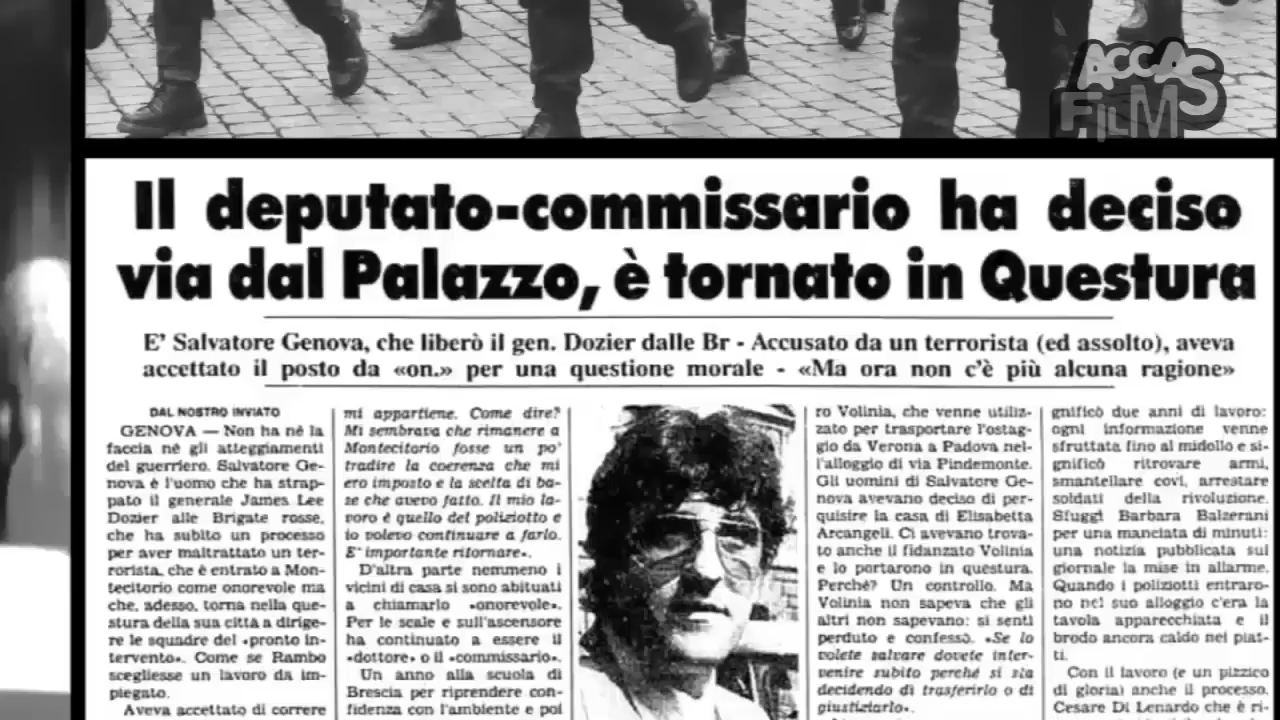 ACCAS
FILMS
Il deputato-commissario ha deciso
via dal Palazzo, è tornato in Questura
E' Salvatore Genova, che liberò il gen. Dozier dalle Br - Accusato da un terrorista (ed assolto), aveva
accettato il posto da «on.» per una questione morale - «Ma ora non c'è più alcuna ragione»
DAL NOSTRO INVIATO
GENOVA — Non ha né la
faccia né gli atteggiamenti
del guerriero. Salvatore Ge-
nova è l'uomo che ha strap-
pato il generale James Lee
Dozier alle Brigate rosse,
che ha subito un processo
per aver maltrattato un ter-
rorista, che è entrato a Mon-
tecitorio come onorevole ma
che, adesso, torna nella que-
stura della sua città a dirige-
re le squadre del «pronto in-
tervento». Come se Rambo
scegliesse un lavoro da im-
piegato.
Aveva accettato di correre
mi appartiene. Come dire?
Mi sembrava che rimanere a
Montecitorio fosse un po'
tradire la coerenza che mi
ero imposto e la scelta di ba-
se che avevo fatto. Il mio la-
voro è quello del poliziotto e
io volevo continuare a farlo.
E' importante ritornare».
D'altra parte nemmeno i
vicini di casa si sono abituati
a chiamarlo «onorevole».
Per le scale e sull'ascensore
ha continuato a essere il
«dottore» o il «commissario».
Un anno alla scuola di
Brescia per riprendere con-
fidenza con l'ambiente e poi
ro Volinia, che venne utiliz-
zato per trasportare l'ostag-
gio da Verona a Padova nel-
l'alloggio di via Pindemonte.
Gli uomini di Salvatore Ge-
nova avevano deciso di per-
quisire la casa di Elisabetta
Arcangeli. Ci avevano trova-
to anche il fidanzato Volinia
e lo portarono in questura.
Perché? Un controllo. Ma
Volinia non sapeva che gli
altri non sapevano: si sentì
perduto e confessò. «Se lo
volete salvare dovete inter-
venire subito perché si sta
decidendo di trasferirlo o di
giustiziarlo».
gnificò due anni di lavoro:
ogni informazione venne
sfruttata fino al midollo e si-
gnificò ritrovare armi,
smantellare covi, arrestare
soldati della rivoluzione.
Sfuggì Barbara Balzerani
per una manciata di minuti:
una notizia pubblicata sul
giornale la mise in allarme.
Quando i poliziotti entraro-
no nel suo alloggio c'era la
tavola apparecchiata e il
brodo ancora caldo nei piat-
ti.
Con il lavoro (e un pizzico
di gloria) anche il processo.
Cesare Di Lenardo che è ri-